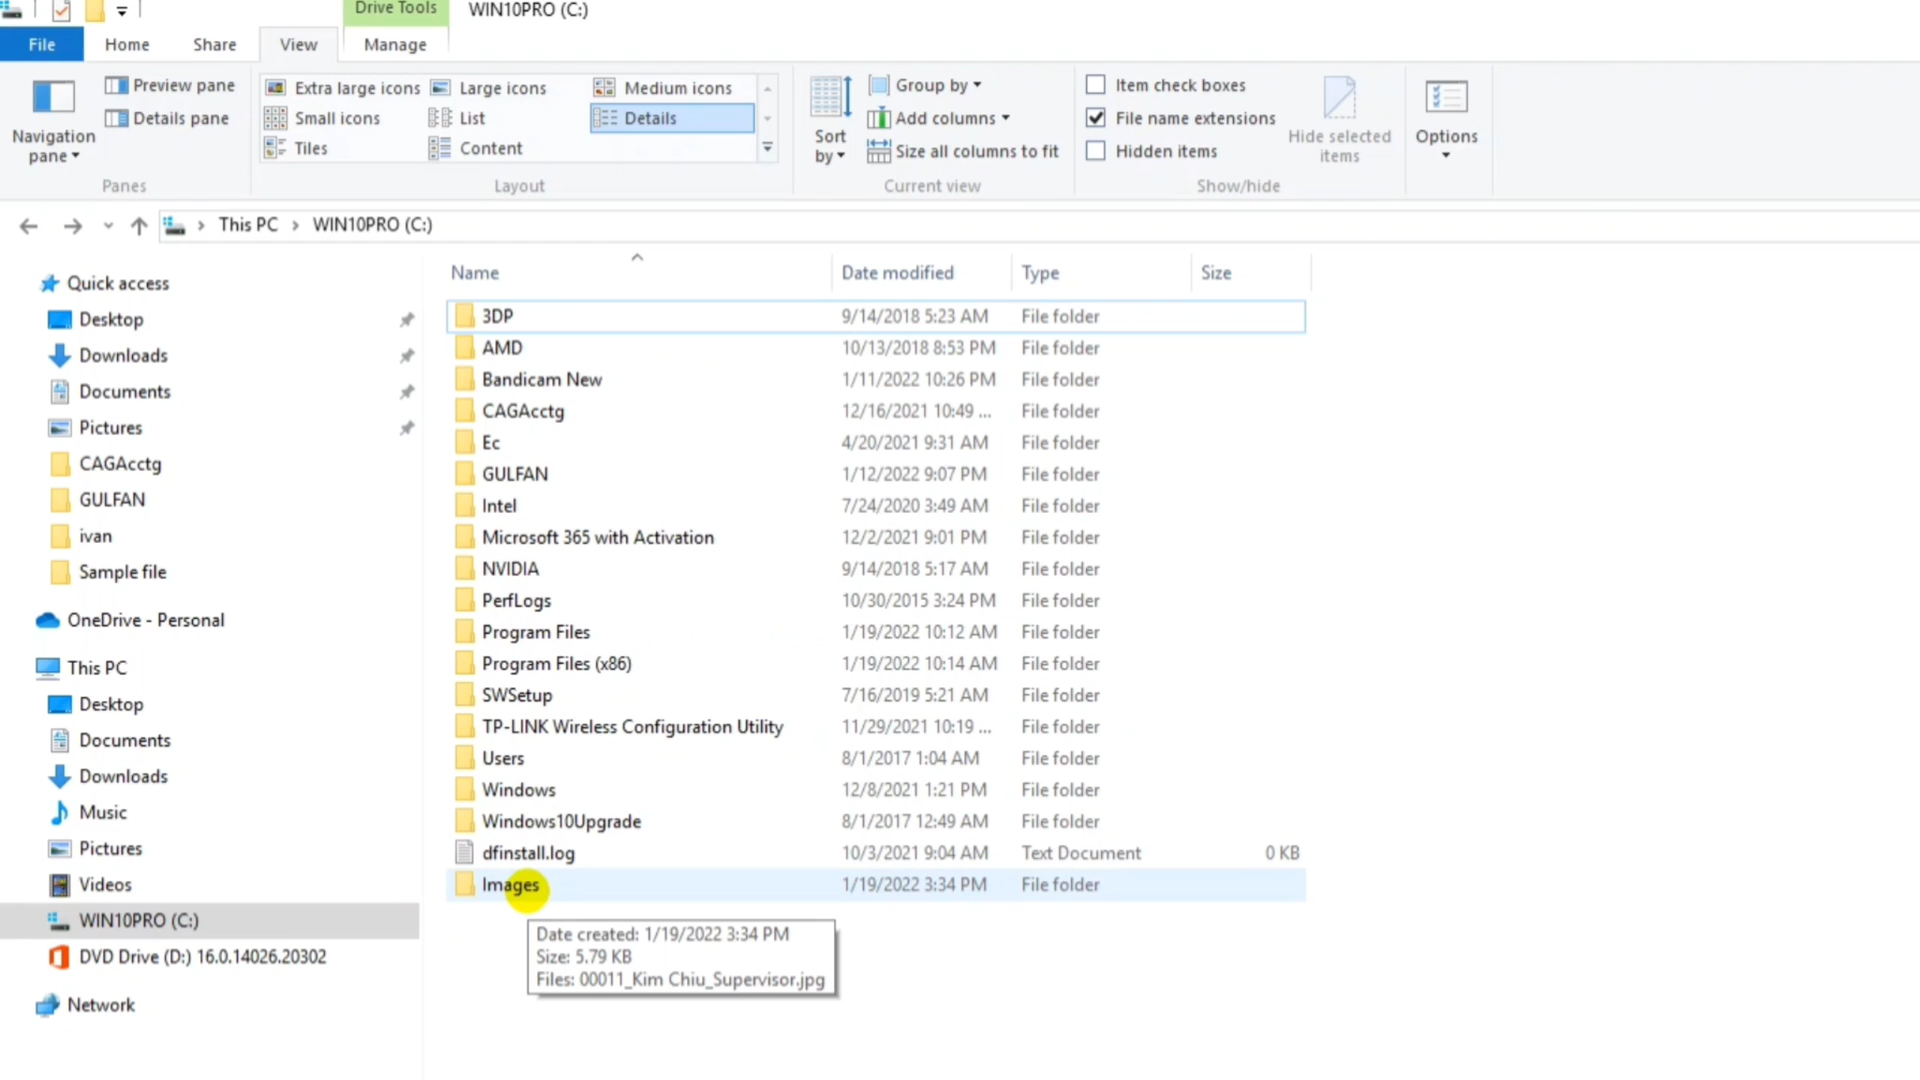 Drive Tools
WIN10PRO (C:)
File
Home
Share
View
Manage
Navigation
pane
Preview pane
Details pane
Panes
Extra large icons
Large icons
Medium icons
Small icons
List
Details
Tiles
Content
Layout
Sort
by
Group by
Add columns
Size all columns to fit
Current view
Item check boxes
File name extensions
Hidden items
Hide selected
items
Show/hide
Options
This PC
WIN10PRO (C:)
Quick access
Desktop
Downloads
Documents
Pictures
CAGAcctg
GULFAN
ivan
Sample file
OneDrive - Personal
This PC
Desktop
Documents
Downloads
Music
Pictures
Videos
WIN10PRO (C:)
DVD Drive (D:) 16.0.14026.20302
Network
Name Date modified Type Size
3DP 9/14/2018 5:23 AM File folder
AMD 10/13/2018 8:53 PM File folder
Bandicam New 1/11/2022 10:26 PM File folder
CAGAcctg 12/16/2021 10:49 ... File folder
Ec 4/20/2021 9:31 AM File folder
GULFAN 1/12/2022 9:07 PM File folder
Intel 7/24/2020 3:49 AM File folder
Microsoft 365 with Activation 12/2/2021 9:01 PM File folder
NVIDIA 9/14/2018 5:17 AM File folder
PerfLogs 10/30/2015 3:24 PM File folder
Program Files 1/19/2022 10:12 AM File folder
Program Files (x86) 1/19/2022 10:14 AM File folder
SWSetup 7/16/2019 5:21 AM File folder
TP-LINK Wireless Configuration Utility 11/29/2021 10:19 ... File folder
Users 8/1/2017 1:04 AM File folder
Windows 12/8/2021 1:21 PM File folder
Windows10Upgrade 8/1/2017 12:49 AM File folder
dfinstall.log 10/3/2021 9:04 AM Text Document 0 KB
Images 1/19/2022 3:34 PM File folder
Date created: 1/19/2022 3:34 PM
Size: 5.79 KB
Files: 00011_Kim Chiu_Supervisor.jpg